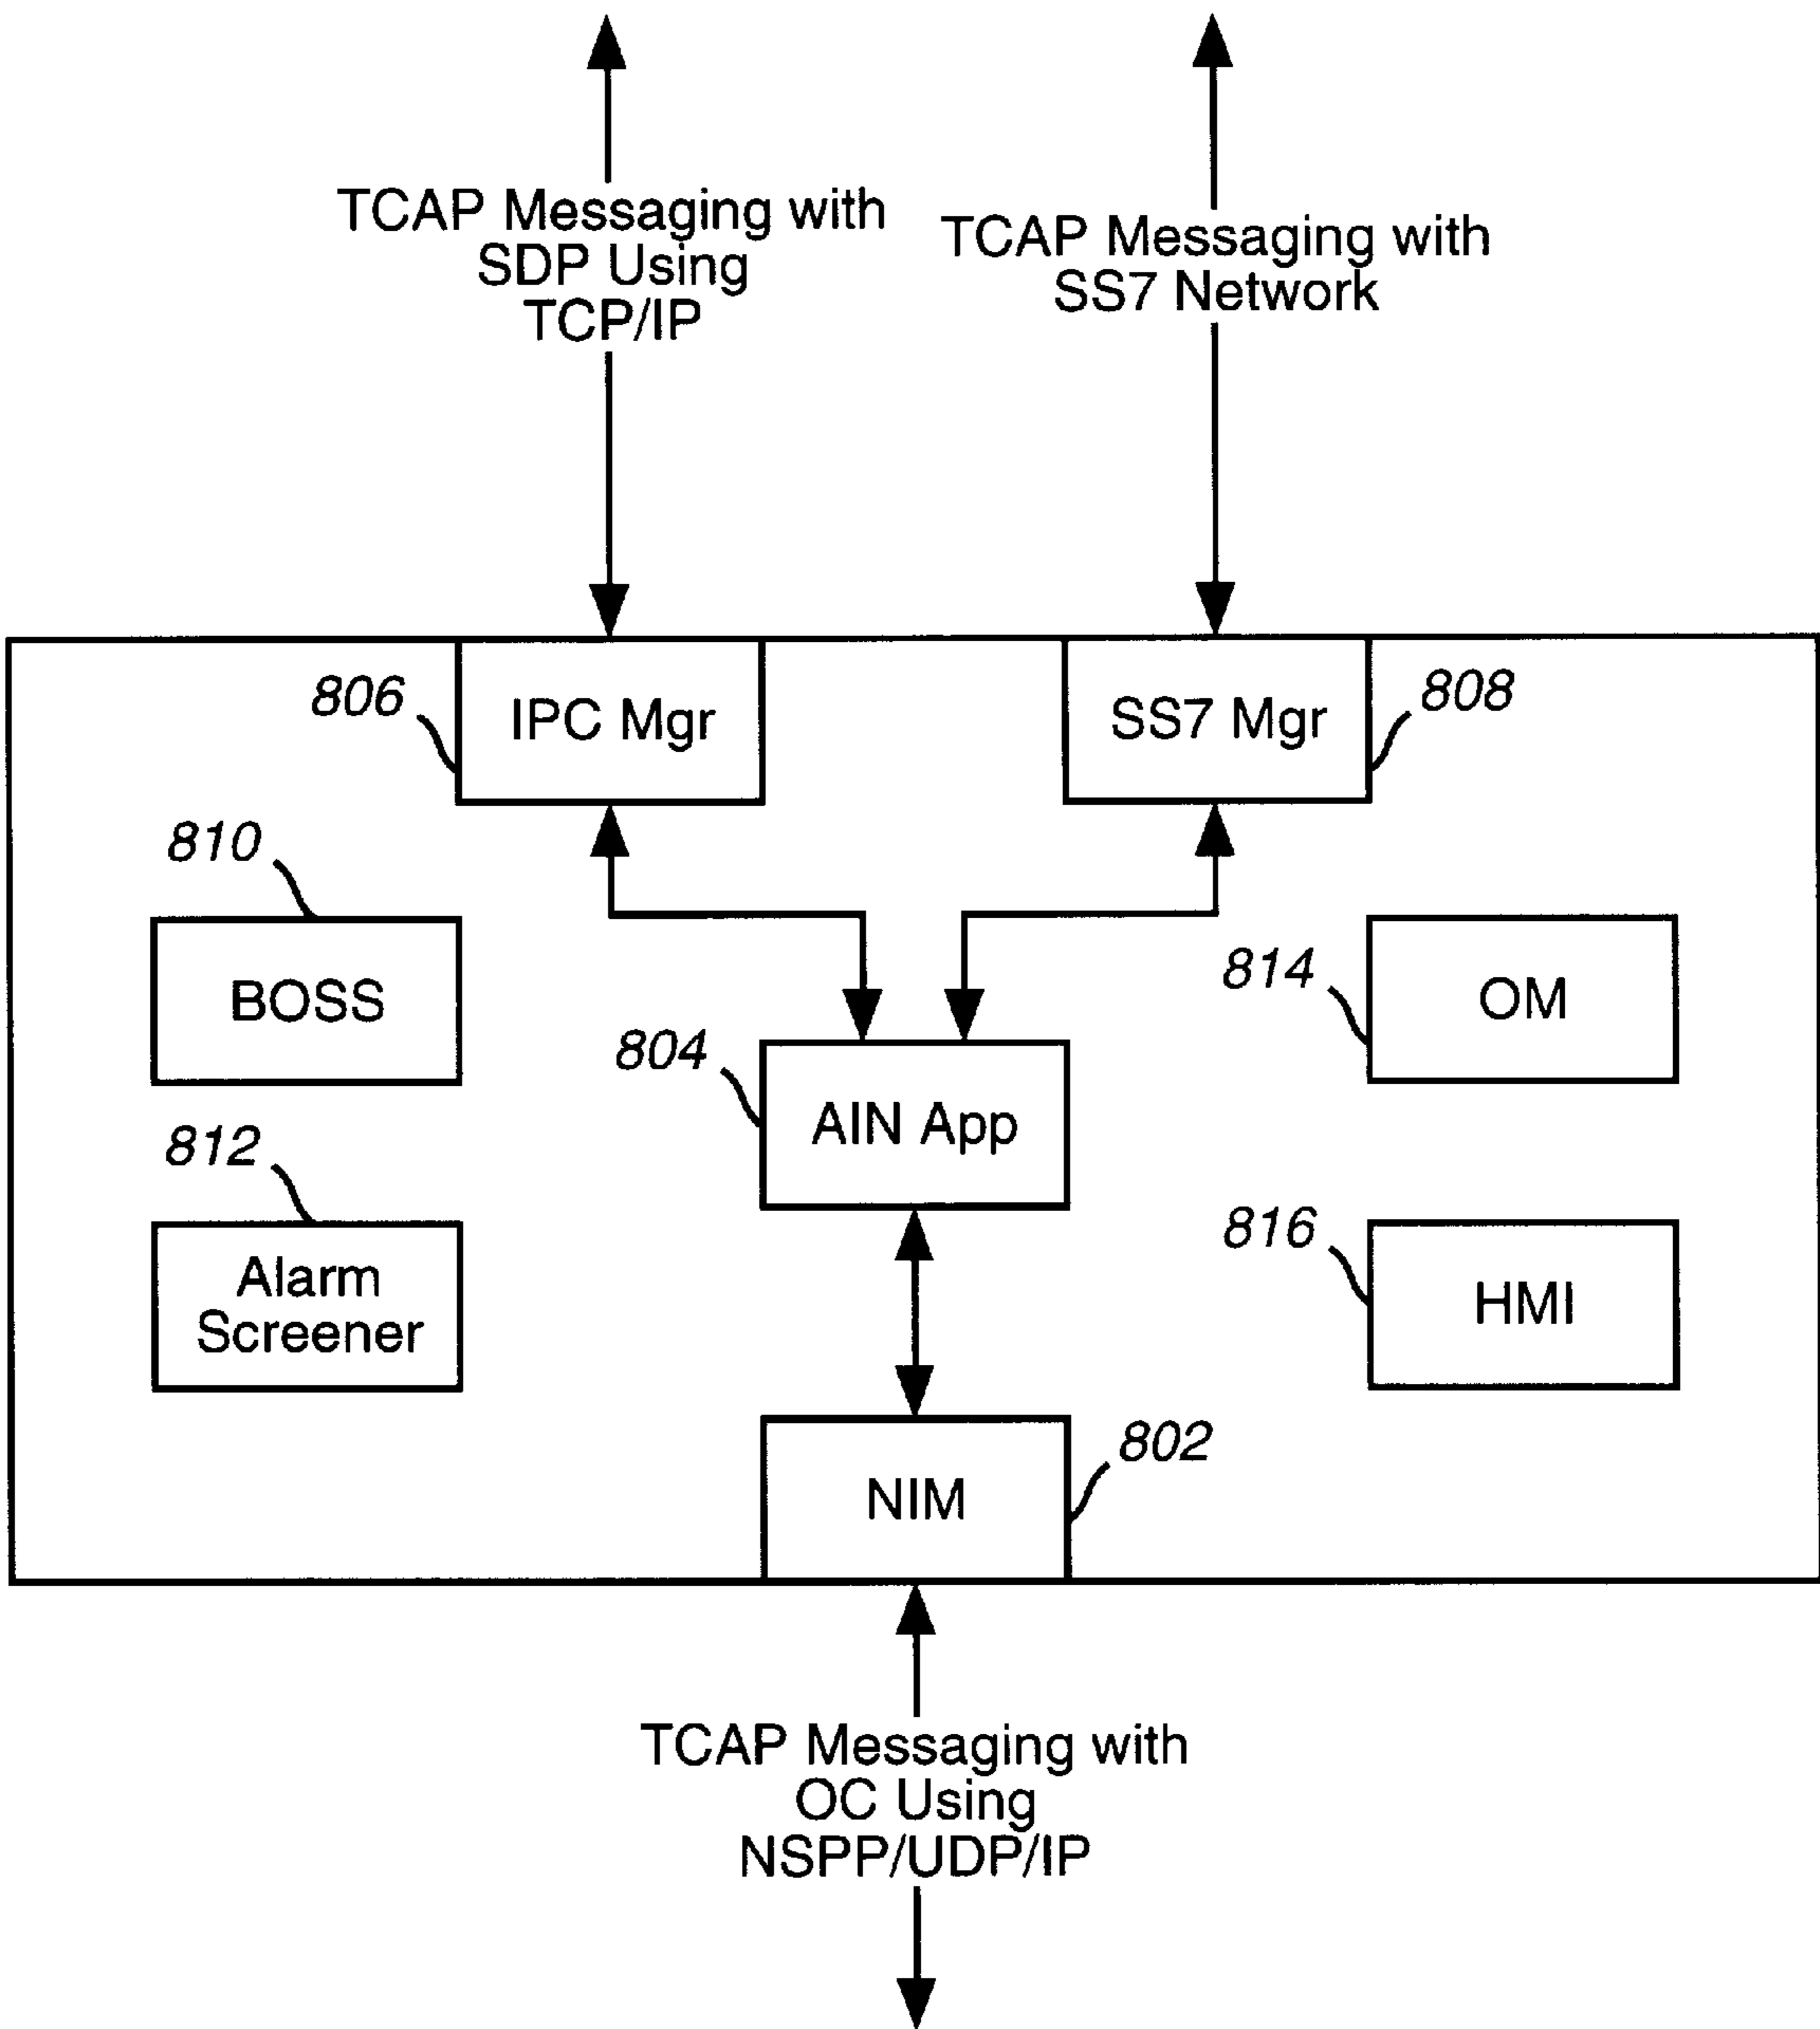 TCAP Messaging with
SDP Using
TCP/IP
TCAP Messaging with
SS7 Network
806
IPC Mgr
SS7 Mgr
808
810
BOSS
814
OM
804
AIN App
812
Alarm
Screener
816
HMI
802
NIM
TCAP Messaging with
OC Using
NSPP/UDP/IP